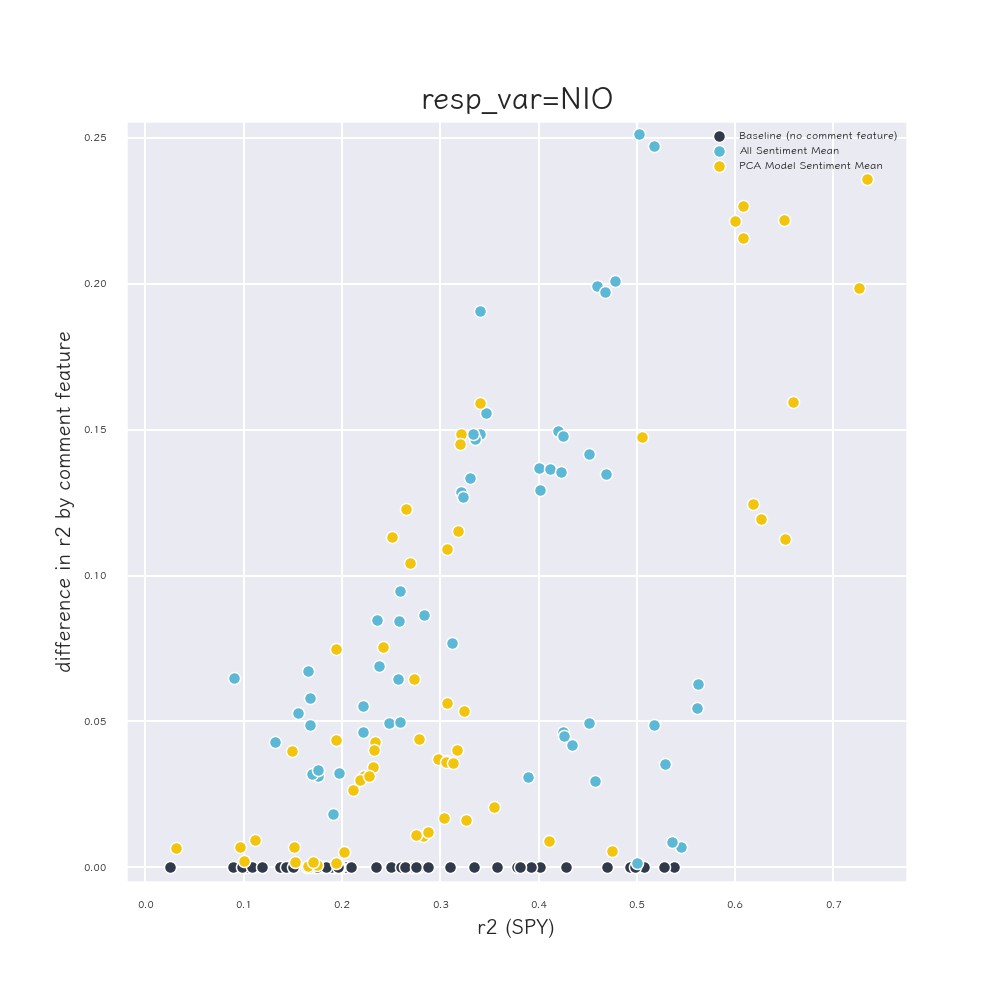 resp_var=NIO
Baseline (no comment feature)
All Sentiment Mean
PCA Model Sentiment Mean
difference in r2 by comment feature
0.25
0.20
0.15
0.10
0.05
0.00
0.0 0.1 0.2 0.3 0.4 0.5 0.6 0.7
r2 (SPY)